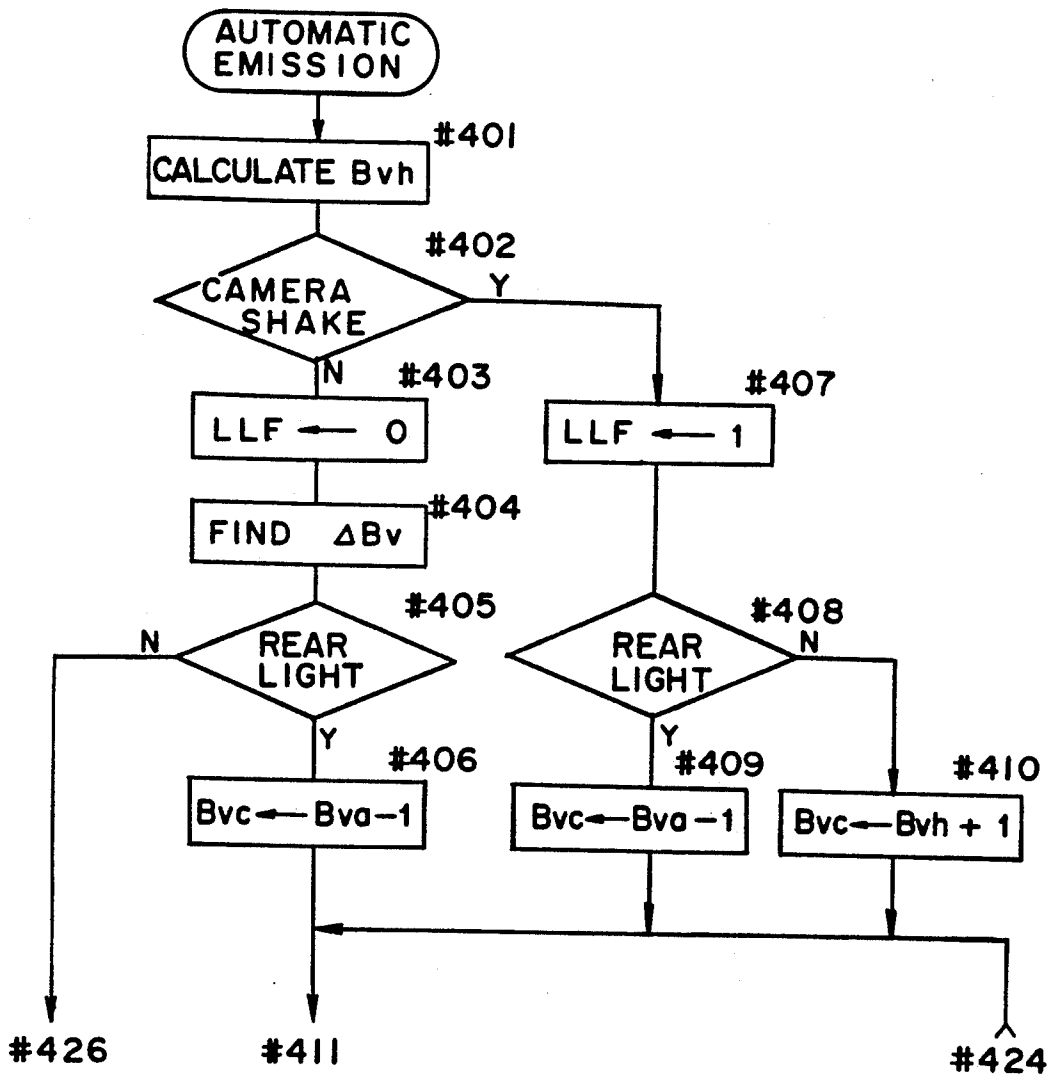 AUTOMATIC
EMISSION
#401
CALCULATE Bvh
#402
CAMERA
SHAKE
Y
N
#403
LLF ← 0
#407
LLF ← 1
#404
FIND ΔBv
#405
REAR
LIGHT
N
Y
#408
REAR
LIGHT
N
Y
#406
Bvc ← Bva-1
#409
Bvc ← Bva-1
#410
Bvc ← Bvh + 1
#426
#411
#424